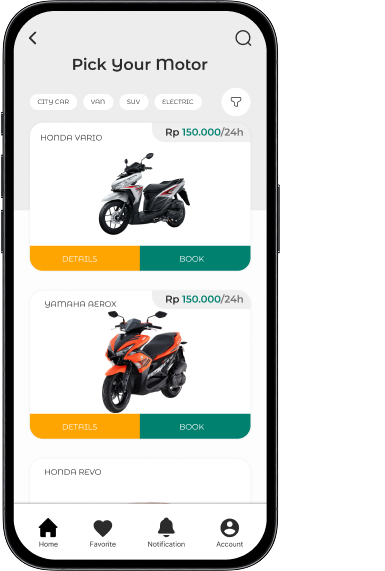 Pick Your Motor
CITY CAR VAN SUV ELECTRIC
HONDA VARIO Rp 150.000/24h
DETAILS BOOK
YAMAHA AEROX Rp 150.000/24h
DETAILS BOOK
HONDA REVO
Home Favorite Notification Account